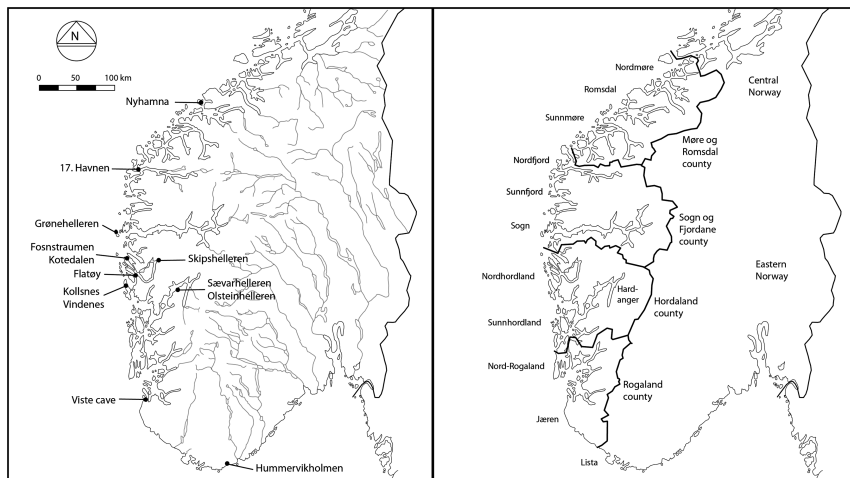 N
0 50 100 km
Nyhamna
17. Havnen
Grønehelleren
Fosnstraumen
Kotedalen
Flatøy
Kollsnes
Vindenes
Skipshelleren
Sævarhelleren
Olsteinhelleren
Viste cave
Hummervikholmen
Nordmøre
Romsdal
Sunnmøre
Nordfjord
Sunnfjord
Sogn
Nordhordland
Hard-
anger
Sunnhordland
Nord-Rogaland
Jæren
Lista
Central
Norway
Møre og
Romsdal
county
Sogn og
Fjordane
county
Eastern
Norway
Hordaland
county
Rogaland
county